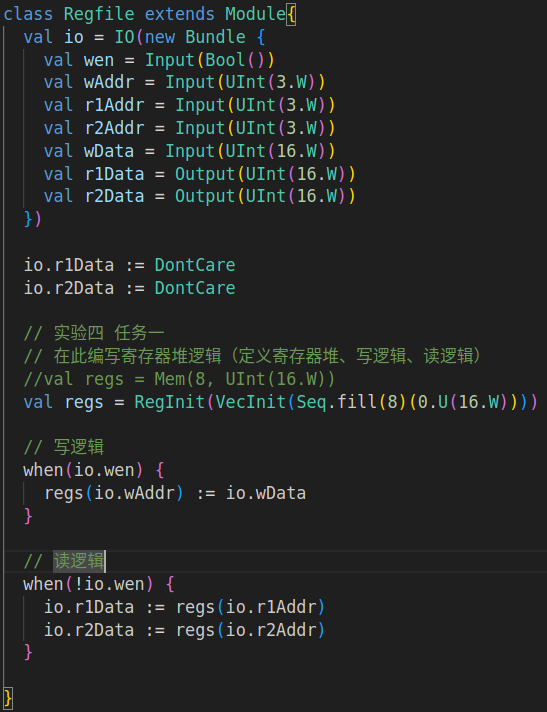 class Regfile extends Module{
  val io = IO(new Bundle {
    val wen = Input(Bool())
    val wAddr = Input(UInt(3.W))
    val r1Addr = Input(UInt(3.W))
    val r2Addr = Input(UInt(3.W))
    val wData = Input(UInt(16.W))
    val r1Data = Output(UInt(16.W))
    val r2Data = Output(UInt(16.W))
  })

  io.r1Data := DontCare
  io.r2Data := DontCare

  // 实验四 任务一
  // 在此编写寄存器堆逻辑（定义寄存器堆、写逻辑、读逻辑）
  //val regs = Mem(8, UInt(16.W))
  val regs = RegInit(VecInit(Seq.fill(8)(0.U(16.W))))

  // 写逻辑
  when(io.wen) {
    regs(io.wAddr) := io.wData
  }

  // 读逻辑
  when(!io.wen) {
    io.r1Data := regs(io.r1Addr)
    io.r2Data := regs(io.r2Addr)
  }

}